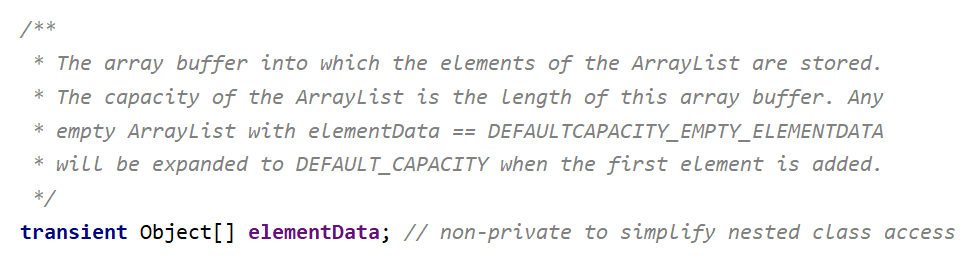 /**
 * The array buffer into which the elements of the ArrayList are stored.
 * The capacity of the ArrayList is the length of this array buffer. Any
 * empty ArrayList with elementData == DEFAULTCAPACITY_EMPTY_ELEMENTDATA
 * will be expanded to DEFAULT_CAPACITY when the first element is added.
 */
transient Object[] elementData; // non-private to simplify nested class access